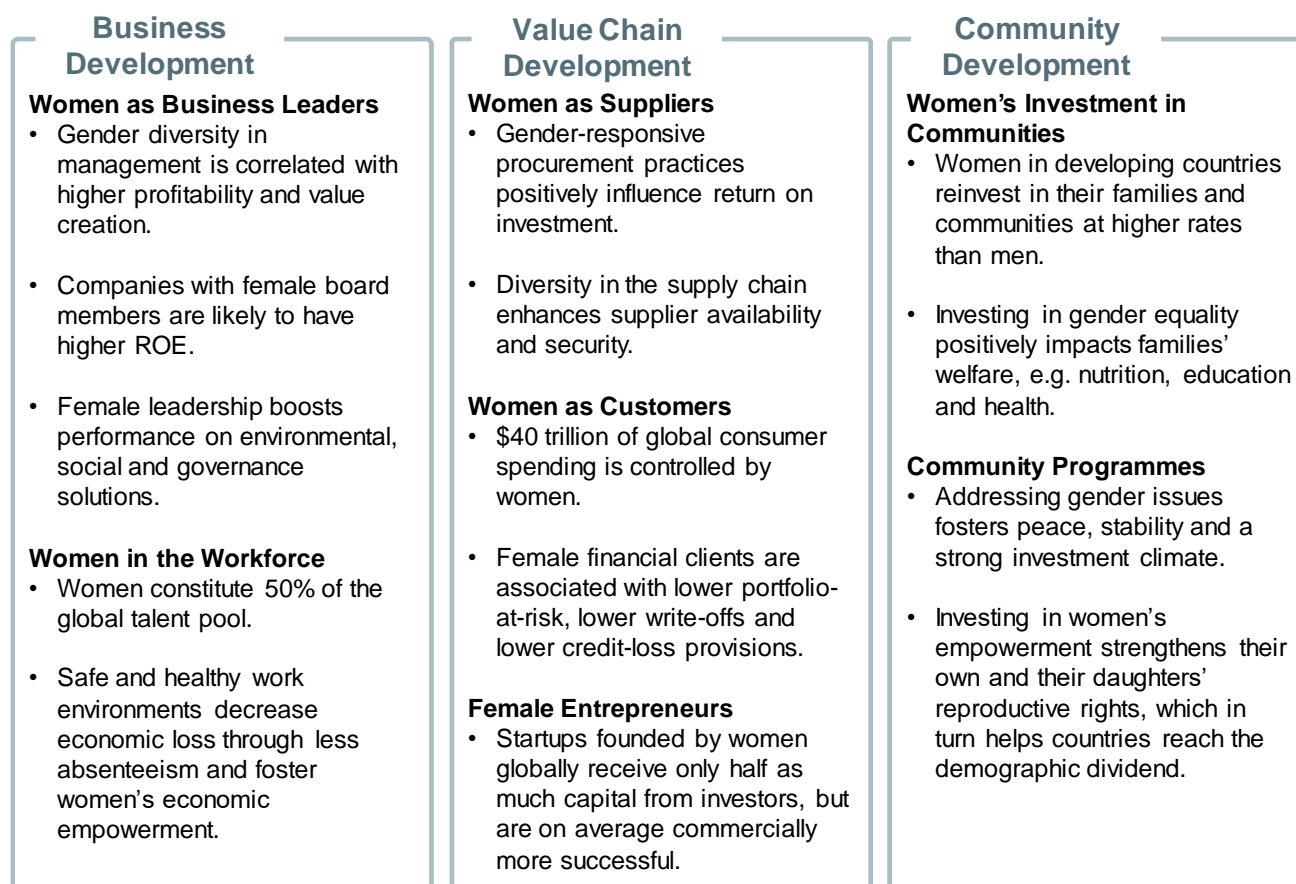 Business
Development
Women as Business Leaders
• Gender diversity in
management is correlated with
higher profitability and value
creation.
• Companies with female board
members are likely to have
higher ROE.
• Female leadership boosts
performance on environmental,
social and governance
solutions.
Women in the Workforce
• Women constitute 50% of the
global talent pool.
• Safe and healthy work
environments decrease
economic loss through less
absenteeism and foster
women's economic
empowerment.
Value Chain
Development
Women as Suppliers
• Gender-responsive
procurement practices
positively influence return on
investment.
• Diversity in the supply chain
enhances supplier availability
and security.
Women as Customers
• $40 trillion of global consumer
spending is controlled by
women.
• Female financial clients are
associated with lower portfolio-
at-risk, lower write-offs and
lower credit-loss provisions.
Female Entrepreneurs
• Startups founded by women
globally receive only half as
much capital from investors, but
are on average commercially
more successful.
Community
Development
Women’s Investment in
Communities
• Women in developing countries
reinvest in their families and
communities at higher rates
than men.
• Investing in gender equality
positively impacts families’
welfare, e.g. nutrition, education
and health.
Community Programmes
• Addressing gender issues
fosters peace, stability and a
strong investment climate.
• Investing in women’s
empowerment strengthens their
own and their daughters’
reproductive rights, which in
turn helps countries reach the
demographic dividend.